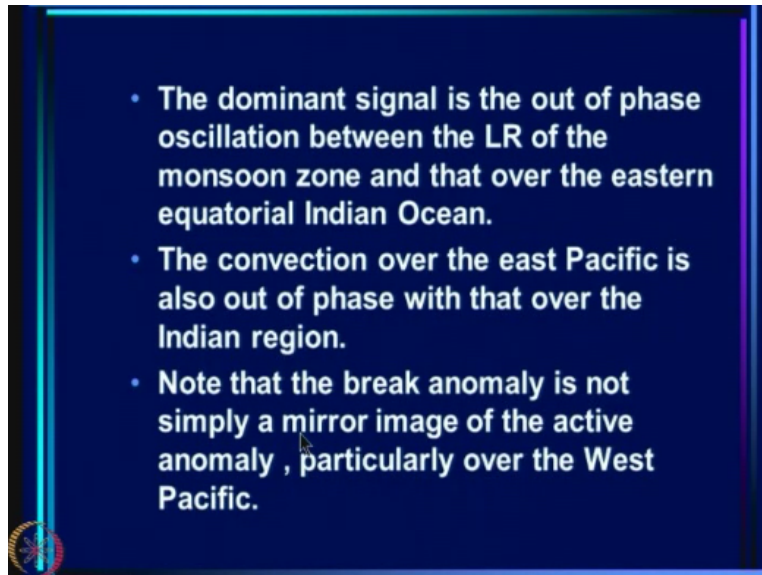 • The dominant signal is the out of phase
oscillation between the LR of the
monsoon zone and that over the eastern
equatorial Indian Ocean.
• The convection over the east Pacific is
also out of phase with that over the
Indian region.
• Note that the break anomaly is not
simply a mirror image of the active
anomaly , particularly over the West
Pacific.